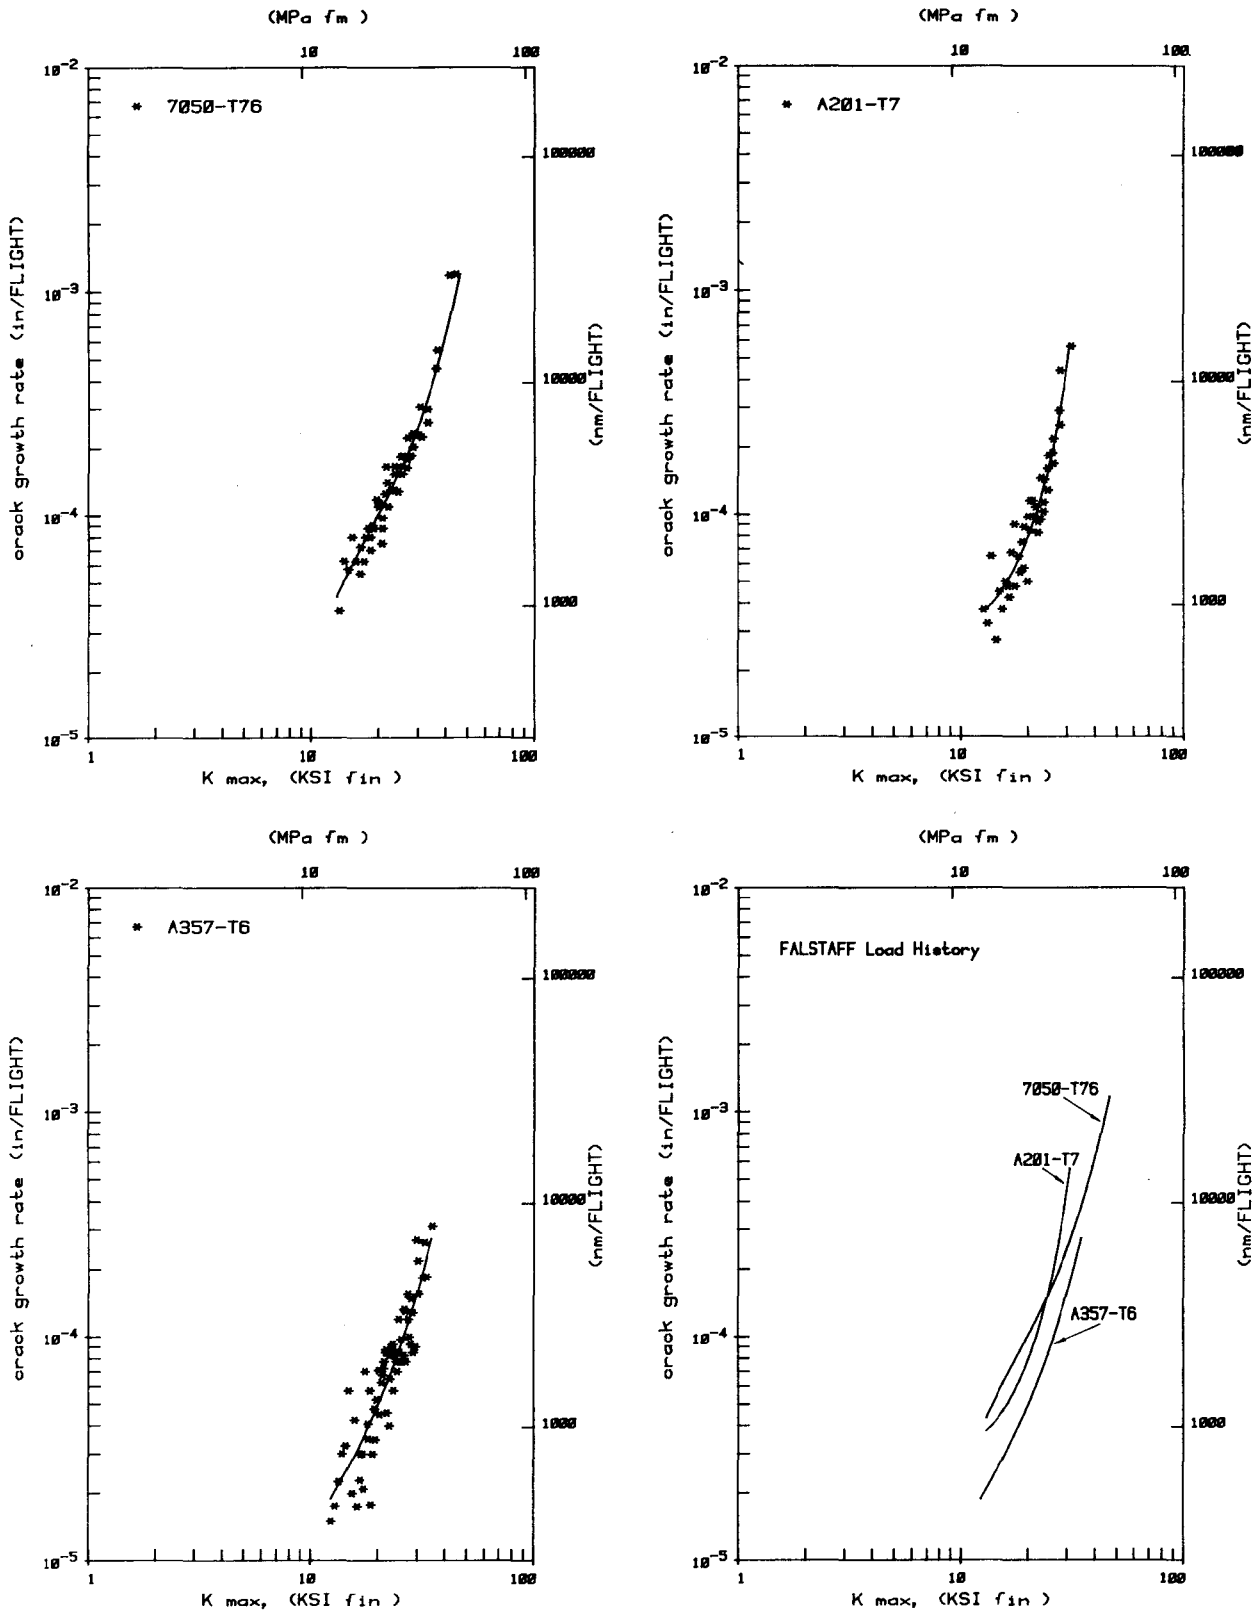 (MPa √m )
10 100
10-2
* 7050-T76
100000
crack growth rate (in/FLIGHT)
10-3
10000
(nm/FLIGHT)
10-4
1000
10-5
1 10 100
K max, (KSI √in )
(MPa √m )
10 100
10-2
* A201-T7
100000
crack growth rate (in/FLIGHT)
10-3
10000
(nm/FLIGHT)
10-4
1000
10-5
1 10 100
K max, (KSI √in )
(MPa √m )
10 100
10-2
* A357-T6
100000
crack growth rate (in/FLIGHT)
10-3
10000
(nm/FLIGHT)
10-4
1000
10-5
1 10 100
K max, (KSI √in )
(MPa √m )
10 100
10-2
FALSTAFF Load History
100000
crack growth rate (in/FLIGHT)
10-3
7050-T76
A201-T7
10000
(nm/FLIGHT)
A357-T6
10-4
1000
10-5
1 10 100
K max, (KSI √in )